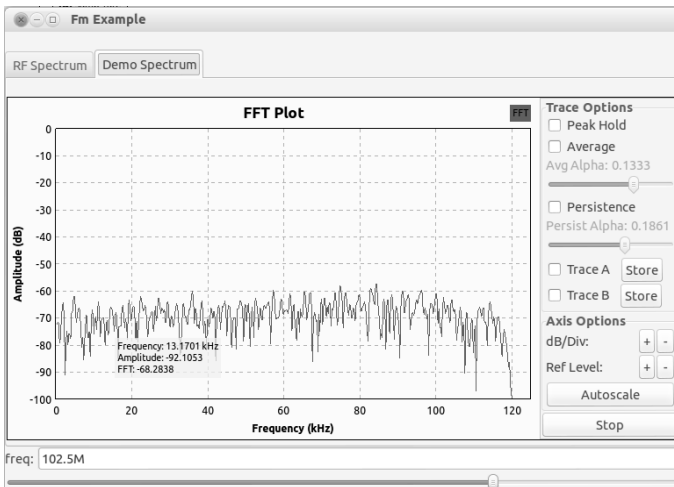 Fm Example
RF Spectrum
Demo Spectrum
FFT Plot
FFT
0
-10
-20
-30
-40
-50
-60
-70
-80
-90
-100
Amplitude (dB)
Frequency: 13.1701 kHz
Amplitude: -92.1053
FFT: -68.2838
0 20 40 60 80 100 120
Frequency (kHz)
Trace Options
Peak Hold
Average
Avg Alpha: 0.1333
Persistence
Persist Alpha: 0.1861
Trace A Store
Trace B Store
Axis Options
dB/Div: + -
Ref Level: + -
Autoscale
Stop
freq: 102.5M